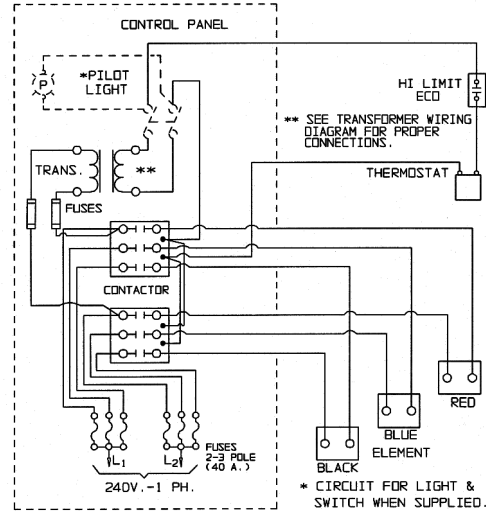 CONTROL PANEL
*PILOT
LIGHT
P
HI LIMIT
ECO
** SEE TRANSFORMER WIRING
DIAGRAM FOR PROPER
CONNECTIONS.
TRANS.
**
THERMOSTAT
FUSES
CONTACTOR
RED
BLUE
ELEMENT
BLACK
L1
L2
FUSES
2-3 POLE
(40 A.)
240V.-1 PH.
* CIRCUIT FOR LIGHT &
SWITCH WHEN SUPPLIED.